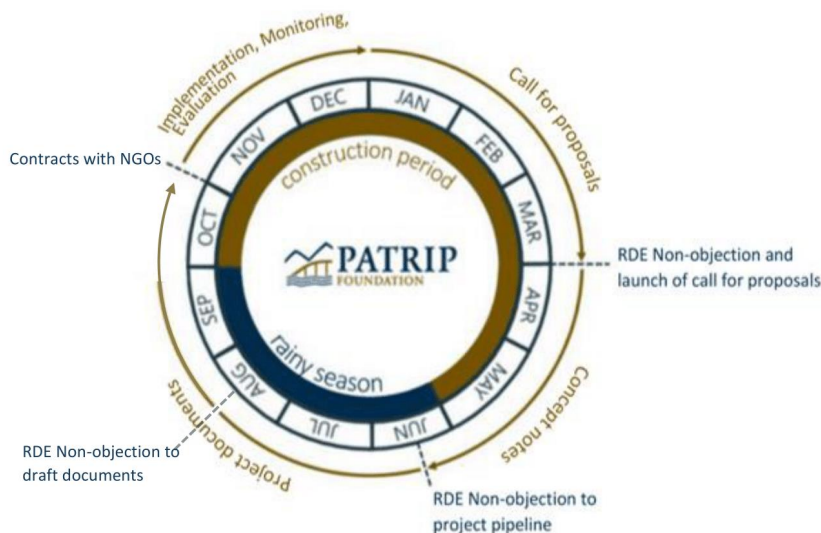 Implementation, Monitoring,
Evaluation
Call for proposals
DEC
JAN
NOV
FEB
Contracts with NGOs
construction period
OCT
MAR
PATRIP
FOUNDATION
RDE Non-objection and
launch of call for proposals
SEP
APR
rainy season
AUG
MAY
JUL
JUN
Concept notes
Project documents
RDE Non-objection to
draft documents
RDE Non-objection to
project pipeline